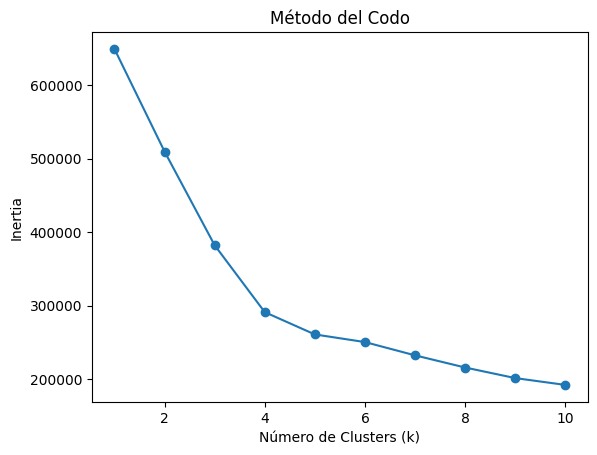 Método del Codo
600000
500000
400000
300000
200000
Inertia
2 4 6 8 10
Número de Clusters (k)